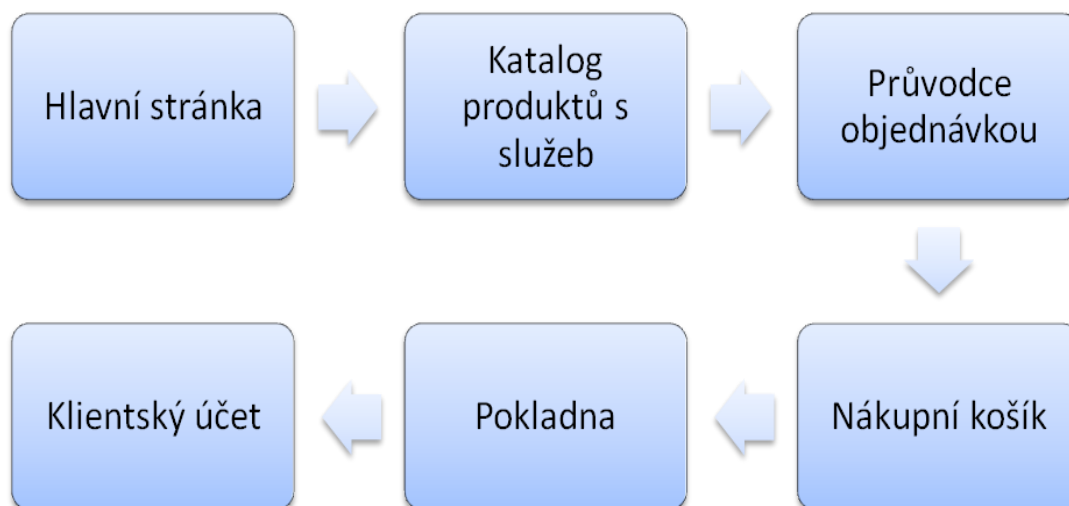 Hlavní stránka
Katalog
produktů s
služeb
Průvodce
objednávkou
Klientský účet
Pokladna
Nákupní košík